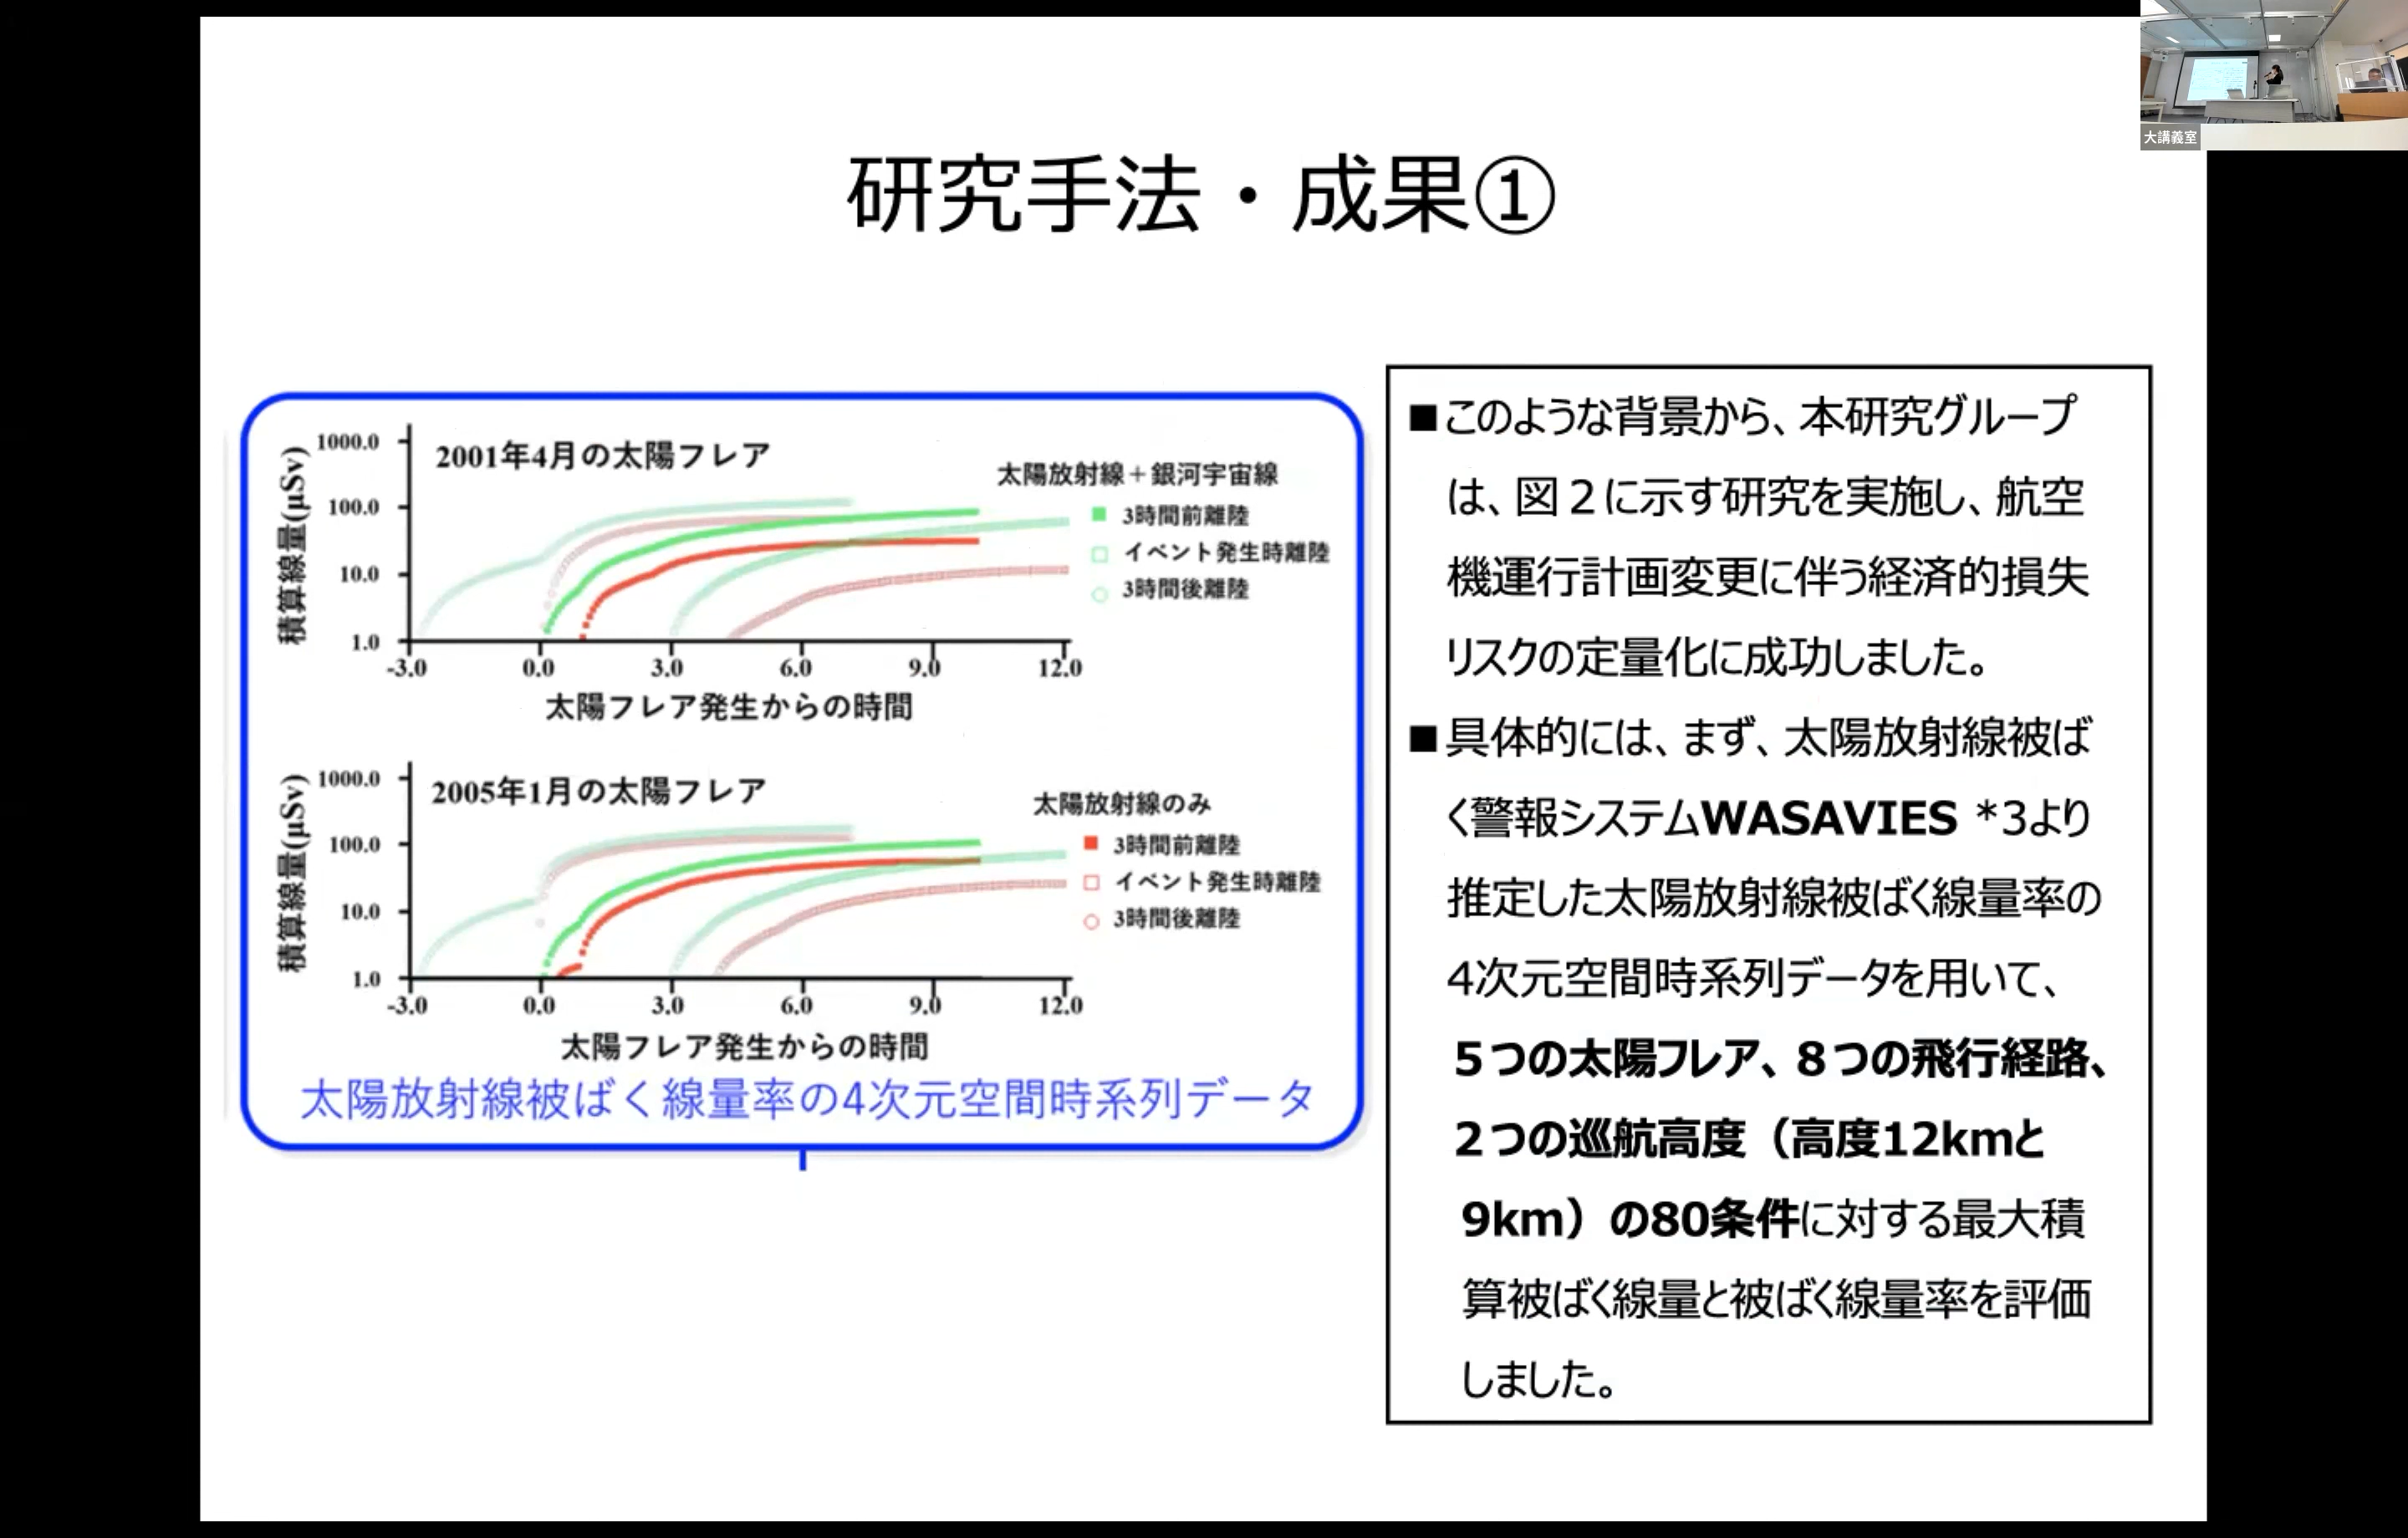 大講義室
研究手法・成果①
1000.0
100.0
10.0
1.0
積算線量(μSv)
2001年4月の太陽フレア
太陽放射線＋銀河宇宙線
3時間前離陸
イベント発生時離陸
3時間後離陸
-3.0 0.0 3.0 6.0 9.0 12.0
太陽フレア発生からの時間
1000.0
100.0
10.0
1.0
積算線量(μSv)
2005年1月の太陽フレア
太陽放射線のみ
3時間前離陸
イベント発生時離陸
3時間後離陸
-3.0 0.0 3.0 6.0 9.0 12.0
太陽フレア発生からの時間
太陽放射線被ばく線量率の4次元空間時系列データ
■このような背景から、本研究グループ
は、図２に示す研究を実施し、航空
機運行計画変更に伴う経済的損失
リスクの定量化に成功しました。
■具体的には、まず、太陽放射線被ば
く警報システムWASAVIES *3より
推定した太陽放射線被ばく線量率の
4次元空間時系列データを用いて、
５つの太陽フレア、８つの飛行経路、
２つの巡航高度（高度12kmと
9km）の80条件に対する最大積
算被ばく線量と被ばく線量率を評価
しました。